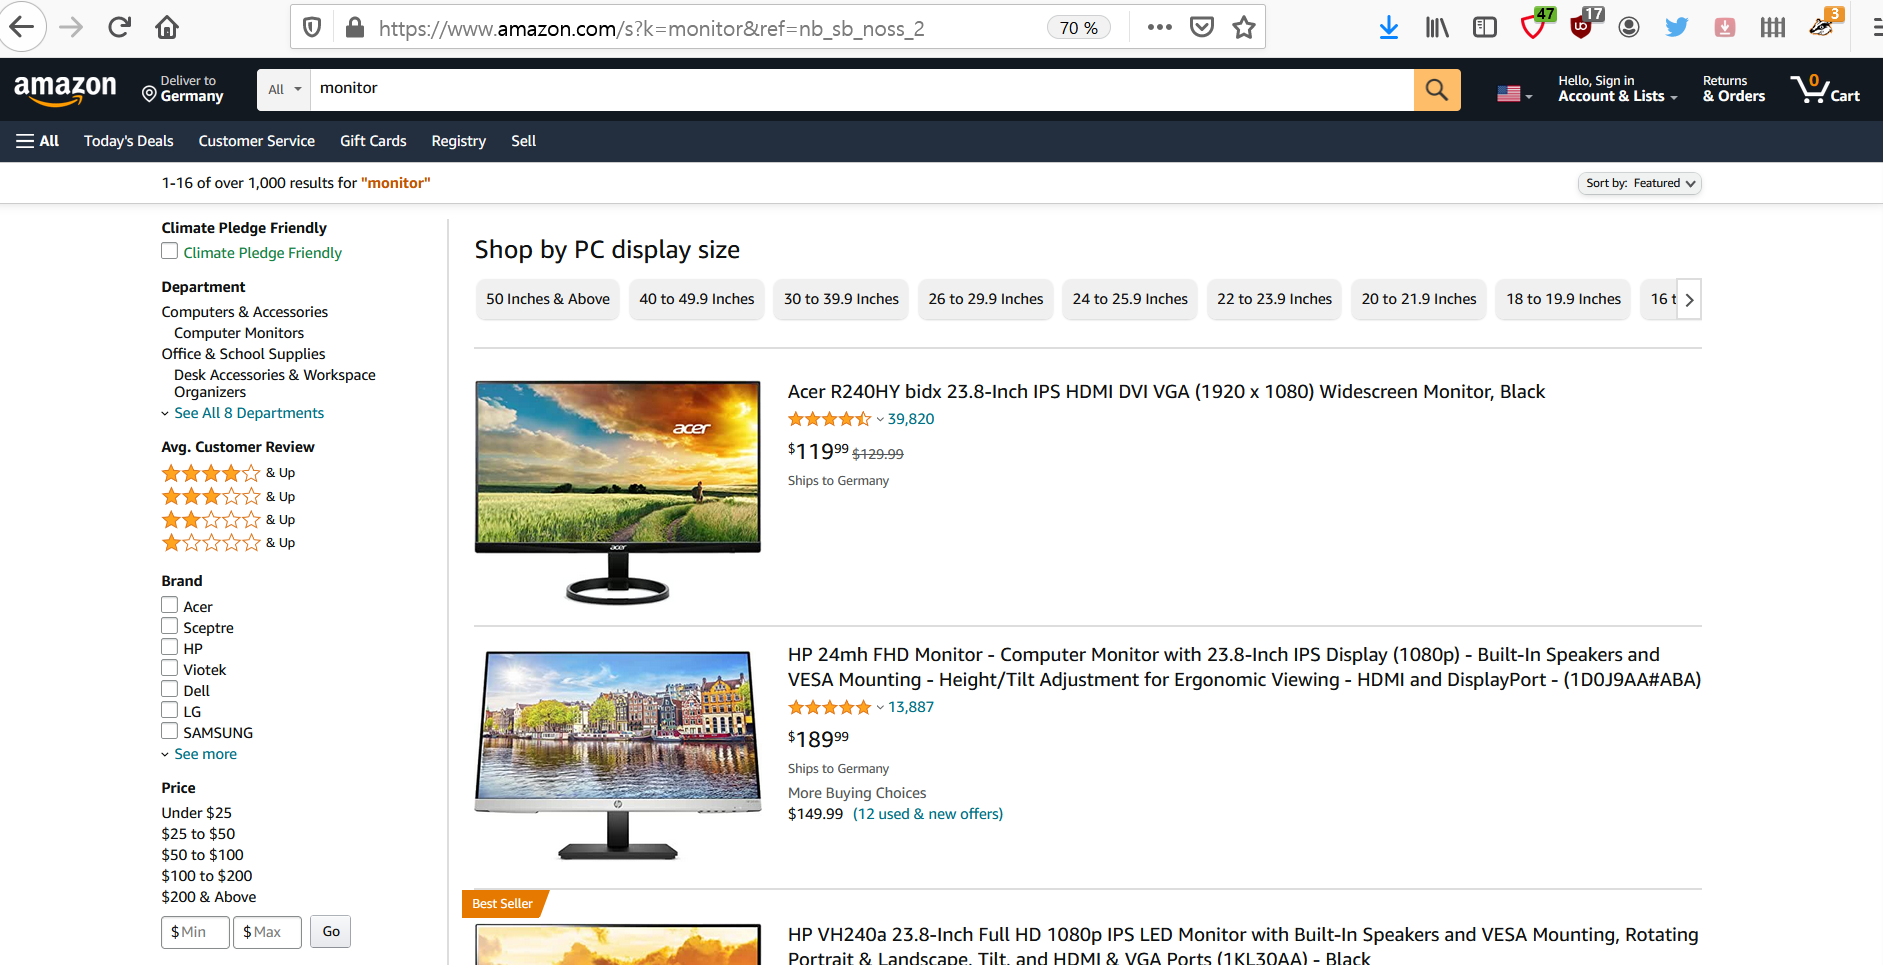 https://www.amazon.com/s?k=monitor&ref=nb_sb_noss_2
70 %
47
17
3
amazon
Deliver to
Germany
All
monitor
Hello, Sign in
Account & Lists
Returns
& Orders
0
Cart
All
Today's Deals
Customer Service
Gift Cards
Registry
Sell
1-16 of over 1,000 results for "monitor"
Sort by: Featured
Climate Pledge Friendly
Climate Pledge Friendly
Department
Computers & Accessories
Computer Monitors
Office & School Supplies
Desk Accessories & Workspace
Organizers
See All 8 Departments
Avg. Customer Review
& Up
& Up
& Up
& Up
Brand
Acer
Sceptre
HP
Viotek
Dell
LG
SAMSUNG
See more
Price
Under $25
$25 to $50
$50 to $100
$100 to $200
$200 & Above
$ Min
$ Max
Go
Shop by PC display size
50 Inches & Above
40 to 49.9 Inches
30 to 39.9 Inches
26 to 29.9 Inches
24 to 25.9 Inches
22 to 23.9 Inches
20 to 21.9 Inches
18 to 19.9 Inches
16 t
acer
acer
Acer R240HY bidx 23.8-Inch IPS HDMI DVI VGA (1920 x 1080) Widescreen Monitor, Black
39,820
$119.99 $129.99
Ships to Germany
hp
HP 24mh FHD Monitor - Computer Monitor with 23.8-Inch IPS Display (1080p) - Built-In Speakers and
VESA Mounting - Height/Tilt Adjustment for Ergonomic Viewing - HDMI and DisplayPort - (1D0J9AA#ABA)
13,887
$189.99
Ships to Germany
More Buying Choices
$149.99 (12 used & new offers)
Best Seller
HP VH240a 23.8-Inch Full HD 1080p IPS LED Monitor with Built-In Speakers and VESA Mounting, Rotating
Portrait & Landscape, Tilt, and HDMI & VGA Ports (1KL30AA) - Black